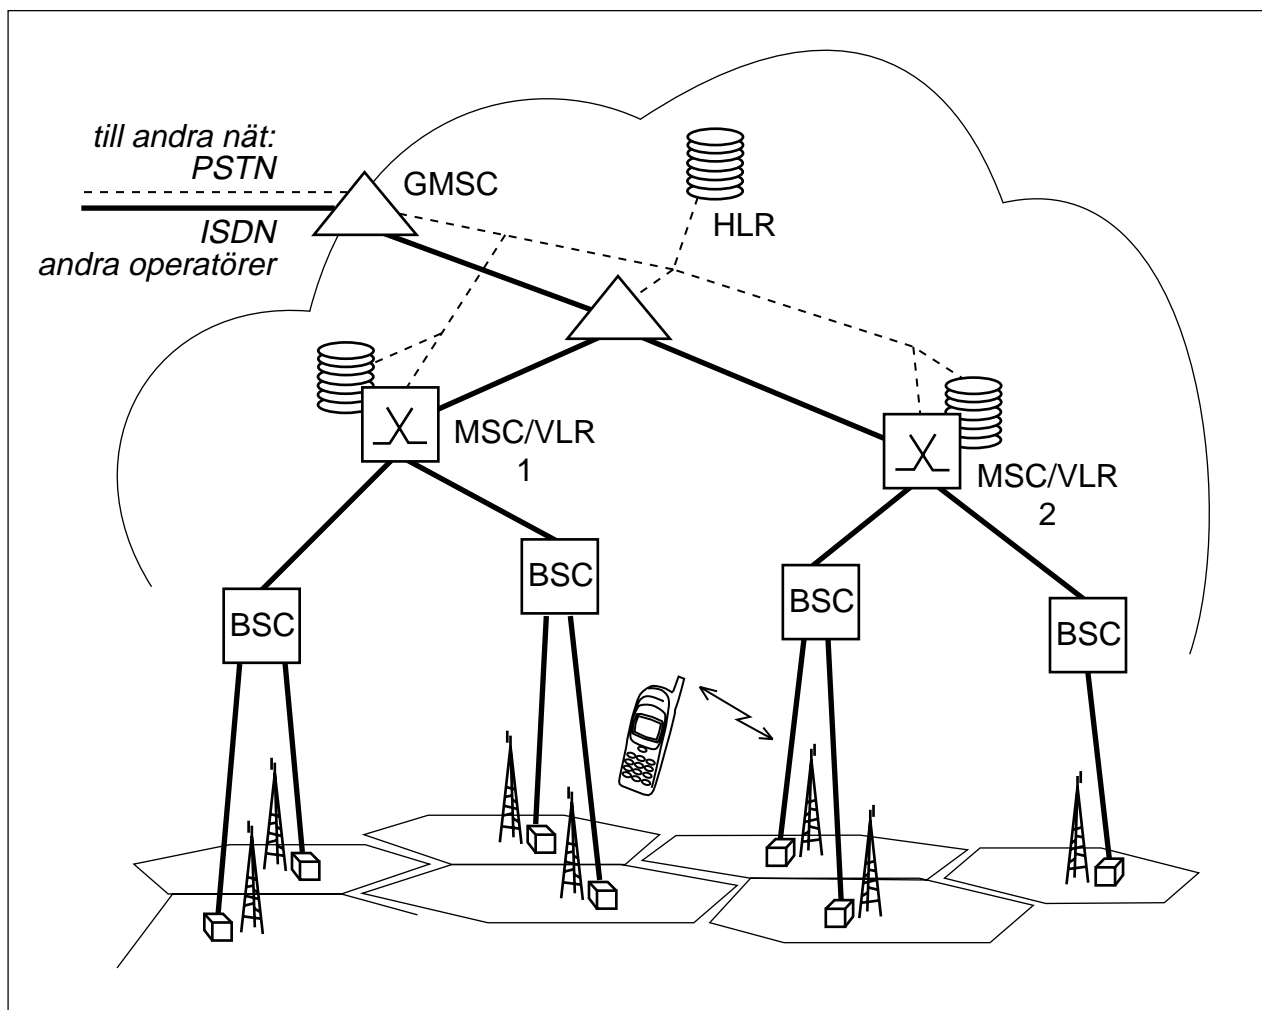 till andra nät:
PSTN
GMSC
HLR
ISDN
andra operatörer
MSC/VLR
1
MSC/VLR
2
BSC
BSC
BSC
BSC